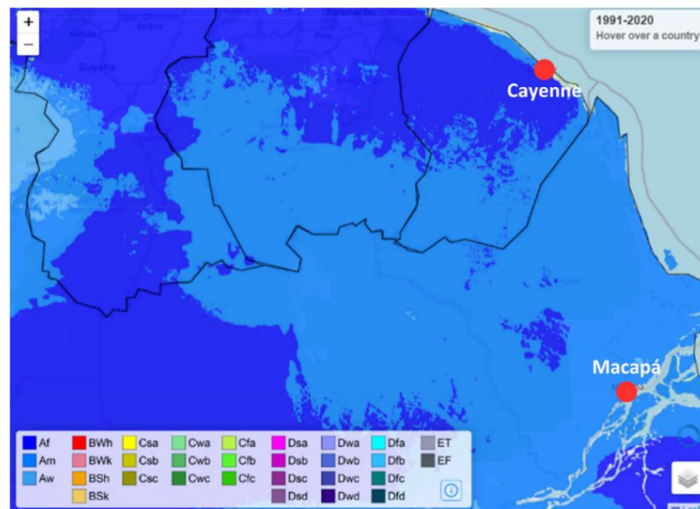 +
−
1991-2020
Hover over a country
Guyana
Cayenne
Macapá
Af BWh Csa Cwa Cfa Dsa Dwa Dfa ET
Am BWk Csb Cwb Cfb Dsb Dwb Dfb EF
Aw BSh Csc Cwc Cfc Dsc Dwc Dfc
BSk Dsd Dwd Dfd